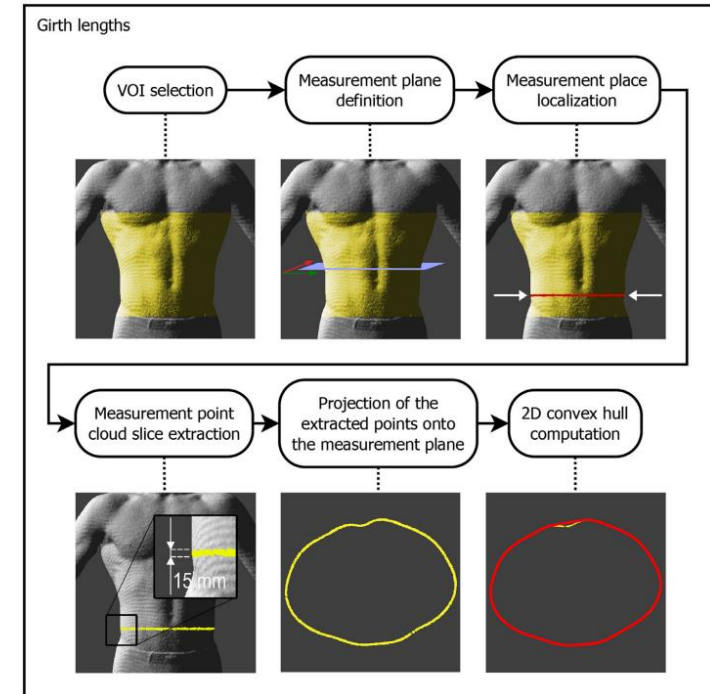 Girth lengths
VOI selection
Measurement plane
definition
Measurement place
localization
Measurement point
cloud slice extraction
Projection of the
extracted points onto
the measurement plane
2D convex hull
computation
15 mm